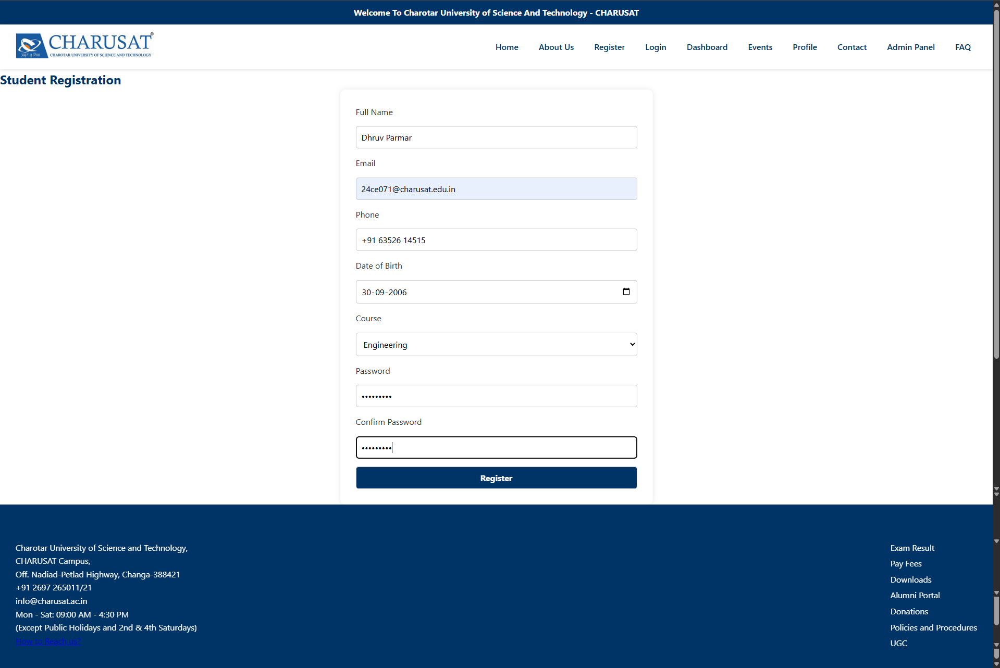 Welcome To Charotar University of Science And Technology - CHARUSAT
CHARUSAT®
CHAROTAR UNIVERSITY OF SCIENCE AND TECHNOLOGY
Home About Us Register Login Dashboard Events Profile Contact Admin Panel FAQ
Student Registration
Full Name
Dhruv Parmar
Email
24ce071@charusat.edu.in
Phone
+91 63526 14515
Date of Birth
30-09-2006
Course
Engineering
Password
•••••••••
Confirm Password
•••••••••
Register
Charotar University of Science and Technology,
CHARUSAT Campus,
Off. Nadiad-Petlad Highway, Changa-388421
+91 2697 265011/21
info@charusat.ac.in
Mon - Sat: 09:00 AM - 4:30 PM
(Except Public Holidays and 2nd & 4th Saturdays)
How to Reach us?
Exam Result
Pay Fees
Downloads
Alumni Portal
Donations
Policies and Procedures
UGC